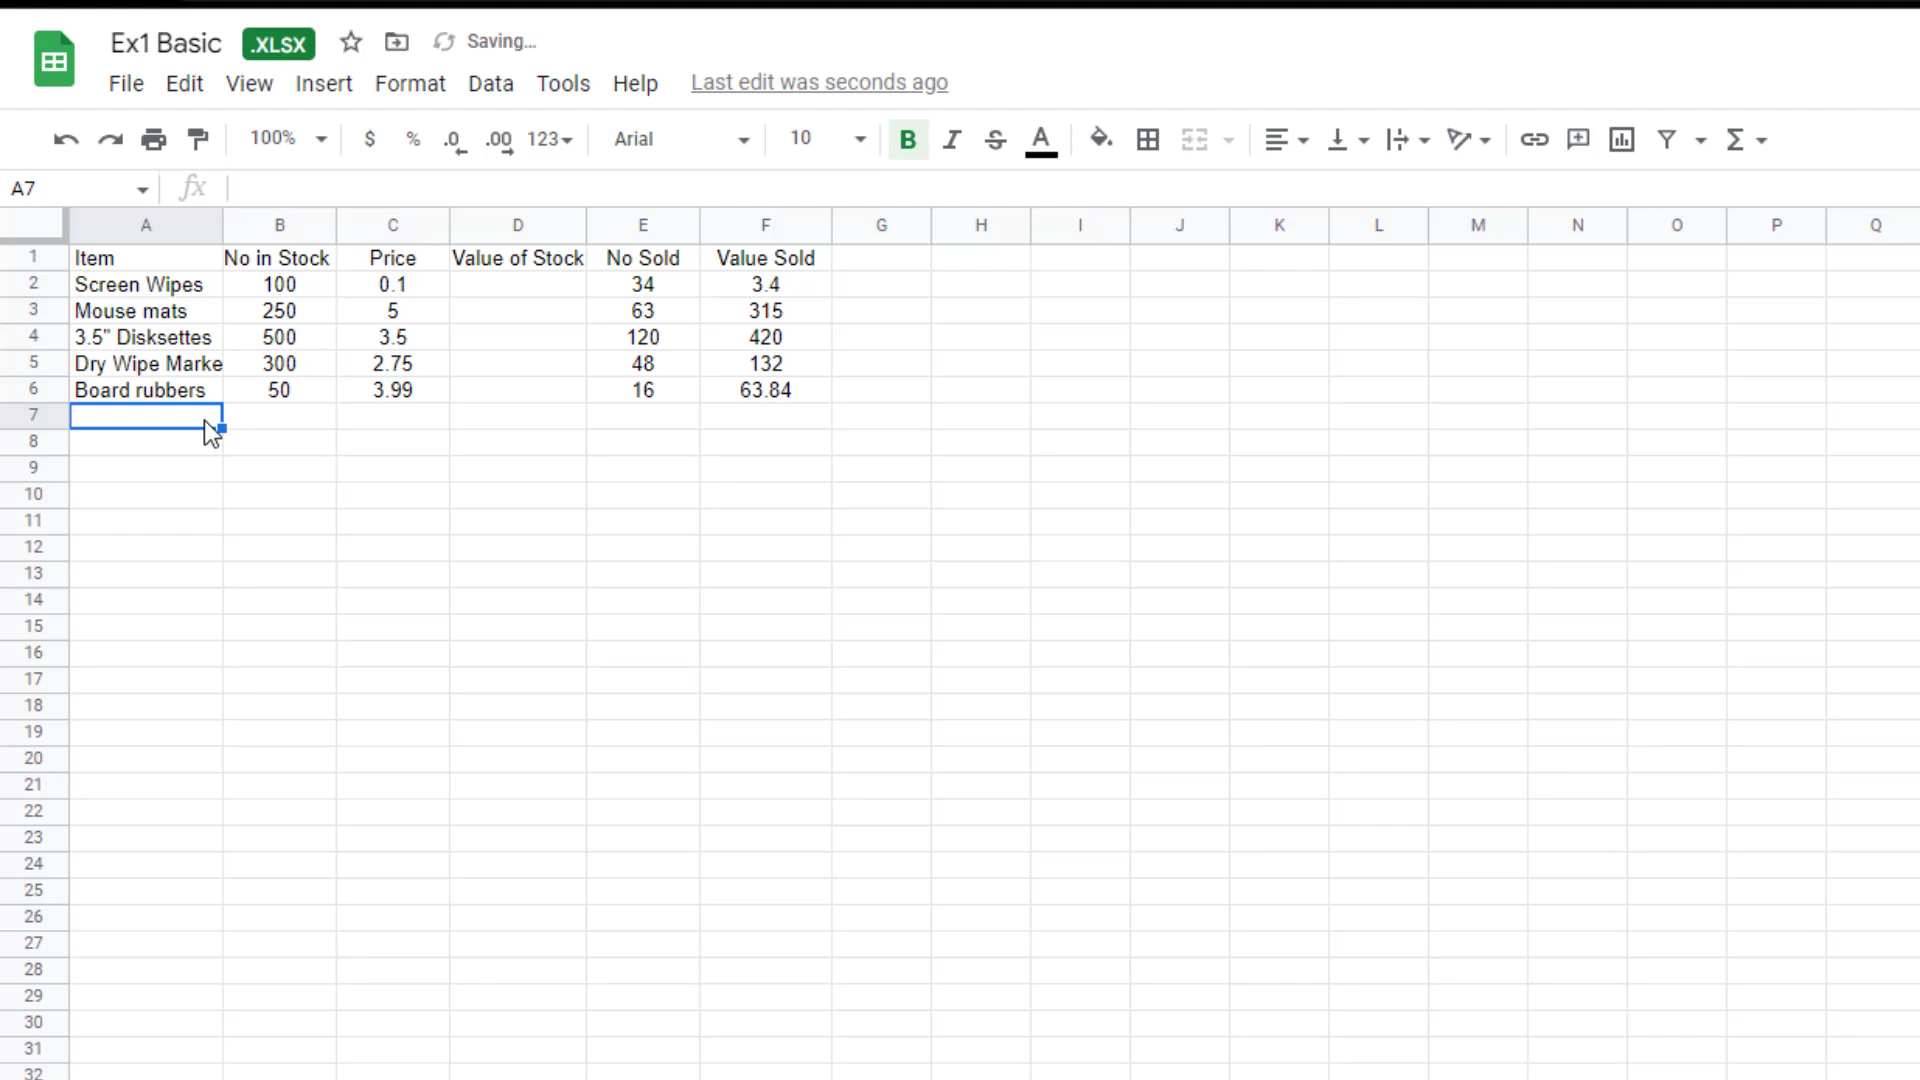 Ex1 Basic .XLSX Saving...
File Edit View Insert Format Data Tools Help Last edit was seconds ago
100% $ % .0 .00 123 Arial 10 B I S A Σ
A7 fx
A B C D E F G H I J K L M N O P Q
1 Item No in Stock Price Value of Stock No Sold Value Sold
2 Screen Wipes 100 0.1 34 3.4
3 Mouse mats 250 5 63 315
4 3.5" Disksettes 500 3.5 120 420
5 Dry Wipe Marke 300 2.75 48 132
6 Board rubbers 50 3.99 16 63.84
7
8
9
10
11
12
13
14
15
16
17
18
19
20
21
22
23
24
25
26
27
28
29
30
31
32